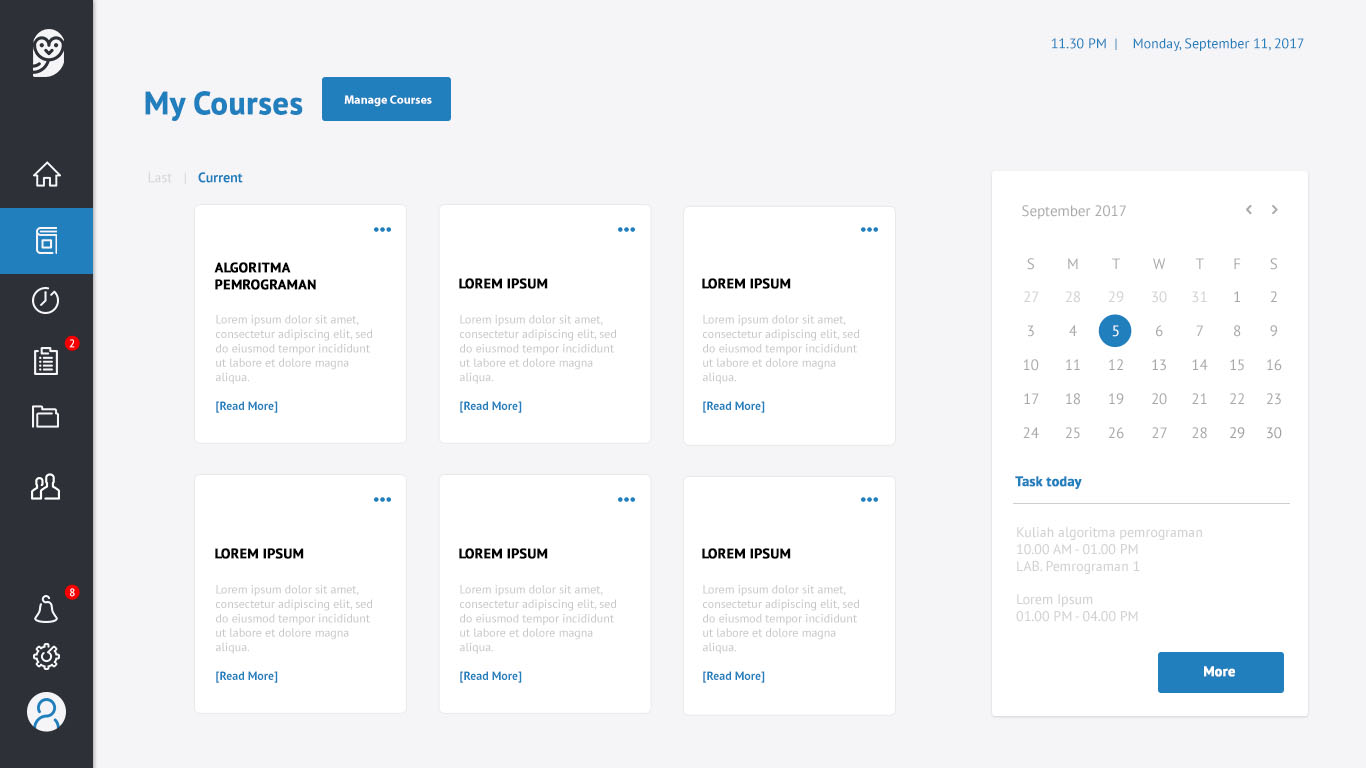 11.30 PM | Monday, September 11, 2017
My Courses
Manage Courses
Last | Current
ALGORITMA
PEMROGRAMAN
Lorem ipsum dolor sit amet,
consectetur adipiscing elit, sed
do eiusmod tempor incididunt
ut labore et dolore magna
aliqua.
[Read More]
LOREM IPSUM
Lorem ipsum dolor sit amet,
consectetur adipiscing elit, sed
do eiusmod tempor incididunt
ut labore et dolore magna
aliqua.
[Read More]
LOREM IPSUM
Lorem ipsum dolor sit amet,
consectetur adipiscing elit, sed
do eiusmod tempor incididunt
ut labore et dolore magna
aliqua.
[Read More]
2
LOREM IPSUM
Lorem ipsum dolor sit amet,
consectetur adipiscing elit, sed
do eiusmod tempor incididunt
ut labore et dolore magna
aliqua.
[Read More]
LOREM IPSUM
Lorem ipsum dolor sit amet,
consectetur adipiscing elit, sed
do eiusmod tempor incididunt
ut labore et dolore magna
aliqua.
[Read More]
LOREM IPSUM
Lorem ipsum dolor sit amet,
consectetur adipiscing elit, sed
do eiusmod tempor incididunt
ut labore et dolore magna
aliqua.
[Read More]
8
September 2017
S M T W T F S
27 28 29 30 31 1 2
3 4 5 6 7 8 9
10 11 12 13 14 15 16
17 18 19 20 21 22 23
24 25 26 27 28 29 30
Task today
Kuliah algoritma pemrograman
10.00 AM - 01.00 PM
LAB. Pemrograman 1
Lorem Ipsum
01.00 PM - 04.00 PM
More